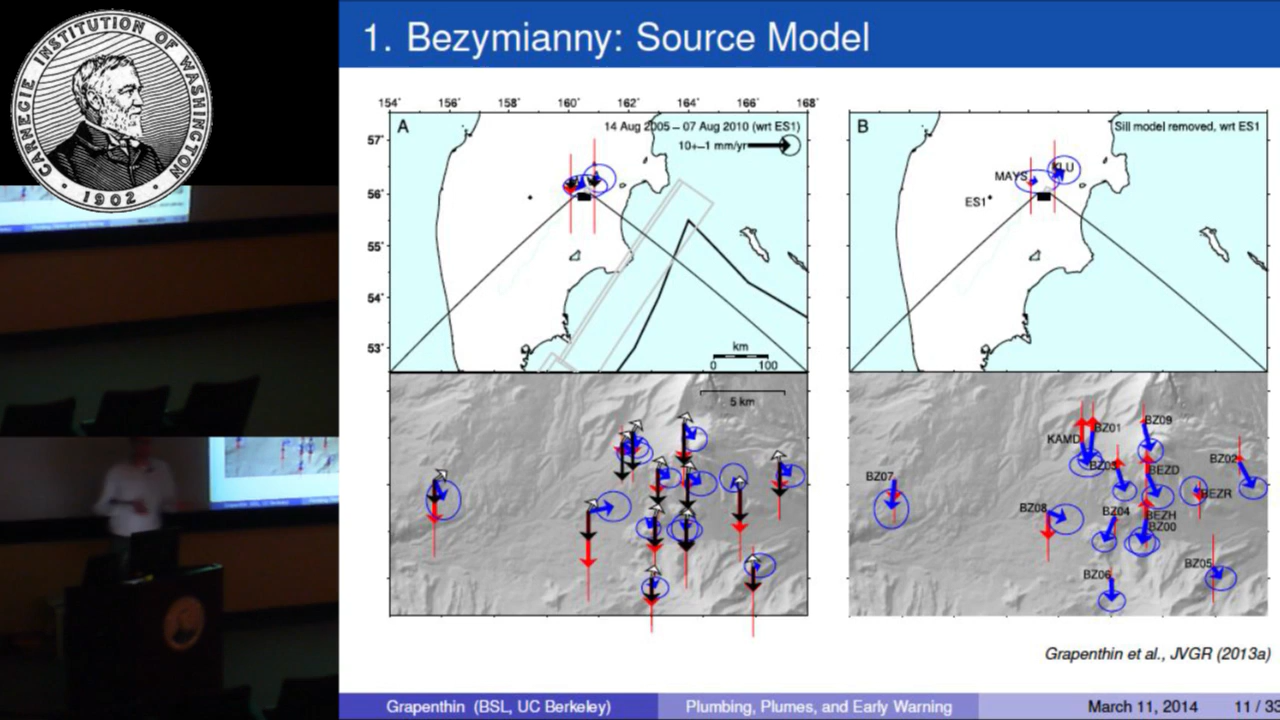 CARNEGIE INSTITUTION OF WASHINGTON
1902
1. Bezymianny: Source Model
154° 156° 158° 160° 162° 164° 166° 168°
57°
56°
55°
54°
53°
A
14 Aug 2005 – 07 Aug 2010 (wrt ES1)
10+–1 mm/yr
km
0 100
5 km
B
Sill model removed, wrt ES1
KLU
MAYS
ES1
BZ09
BZ01
KAMD
BZ02
BZ03
BEZD
BZ07
BEZR
BZ08
BZ04
BEZH
BZ00
BZ05
BZ06
Grapenthin et al., JVGR (2013a)
Grapenthin (BSL, UC Berkeley) Plumbing, Plumes, and Early Warning March 11, 2014 11 / 33